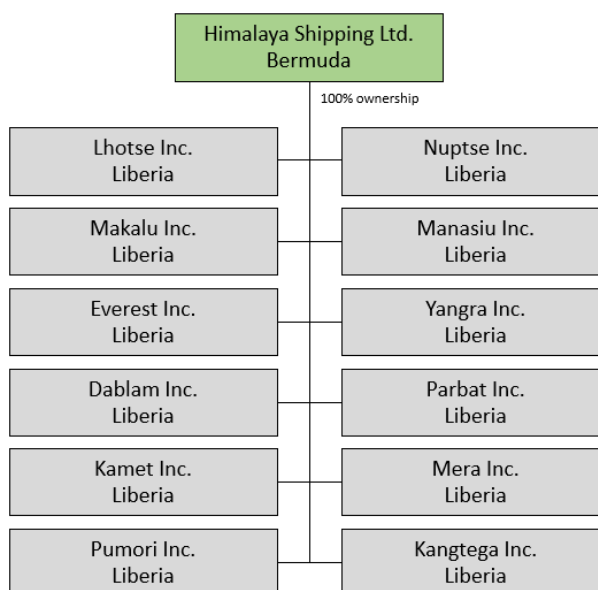 Himalaya Shipping Ltd.
Bermuda
100% ownership
Lhotse Inc.
Liberia
Nuptse Inc.
Liberia
Makalu Inc.
Liberia
Manasiu Inc.
Liberia
Everest Inc.
Liberia
Yangra Inc.
Liberia
Dablam Inc.
Liberia
Parbat Inc.
Liberia
Kamet Inc.
Liberia
Mera Inc.
Liberia
Pumori Inc.
Liberia
Kangtega Inc.
Liberia